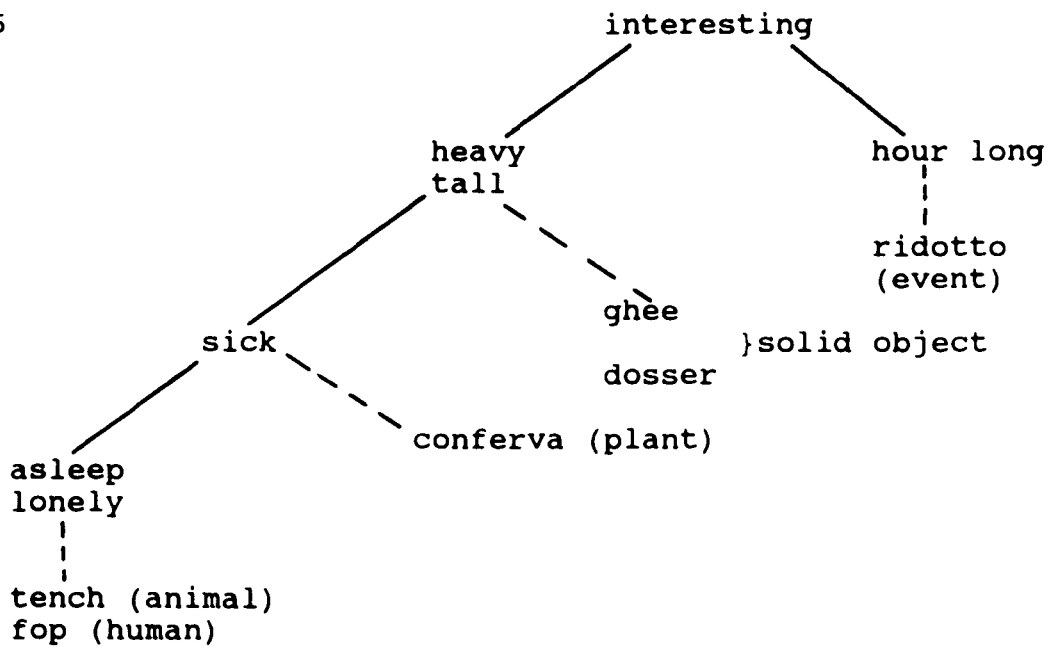 5
interesting
heavy
tall
hour long
ridotto
(event)
ghee
}solid object
dosser
sick
conferva (plant)
asleep
lonely
tench (animal)
fop (human)